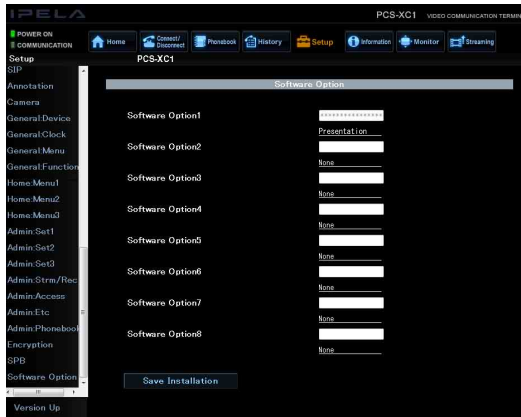 IPELA
PCS-XC1 VIDEO COMMUNICATION TERMIN
POWER ON
COMMUNICATION
Home
Connect/
Disconnect
Phonebook
History
Setup
Information
Monitor
Streaming
Setup
PCS-XC1
SIP
Annotation
Camera
General:Device
General:Clock
General:Menu
General:Function
Home:Menu1
Home:Menu2
Home:Menu3
Admin:Set1
Admin:Set2
Admin:Set3
Admin:Strm/Rec
Admin:Access
Admin:Etc
Admin:Phonebook
Encryption
SPB
Software Option
Version Up
Software Option
Software Option1
****************
Presentation
Software Option2
None
Software Option3
None
Software Option4
None
Software Option5
None
Software Option6
None
Software Option7
None
Software Option8
None
Save Installation